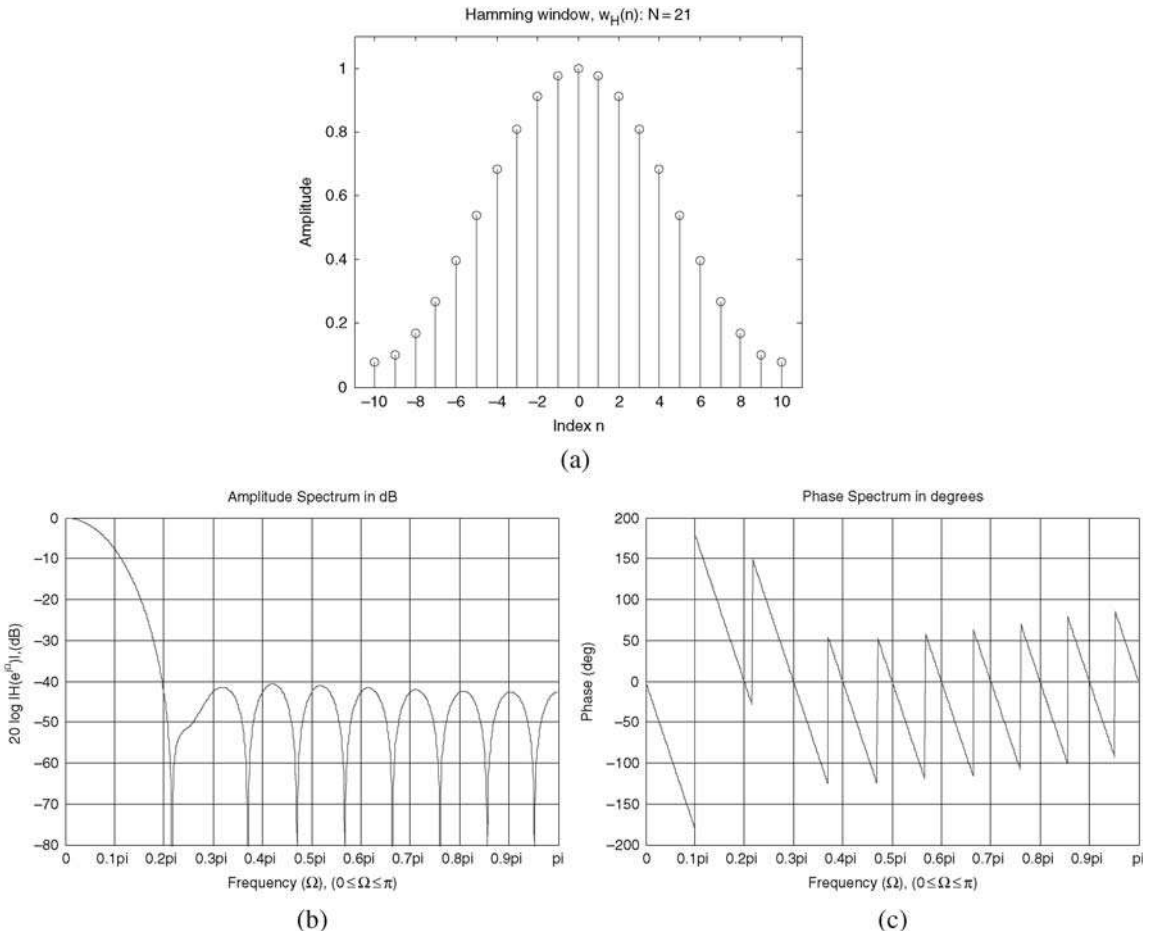 Hamming window, w_H(n): N = 21
Amplitude
1
0.8
0.6
0.4
0.2
0
−10 −8 −6 −4 −2 0 2 4 6 8 10
Index n
(a)
Amplitude Spectrum in dB
20 log |H(e^{jΩ})|,(dB)
0
−10
−20
−30
−40
−50
−60
−70
−80
0 0.1pi 0.2pi 0.3pi 0.4pi 0.5pi 0.6pi 0.7pi 0.8pi 0.9pi pi
Frequency (Ω), (0≤Ω≤π)
(b)
Phase Spectrum in degrees
Phase (deg)
200
150
100
50
0
−50
−100
−150
−200
0 0.1pi 0.2pi 0.3pi 0.4pi 0.5pi 0.6pi 0.7pi 0.8pi 0.9pi pi
Frequency (Ω), (0≤Ω≤π)
(c)